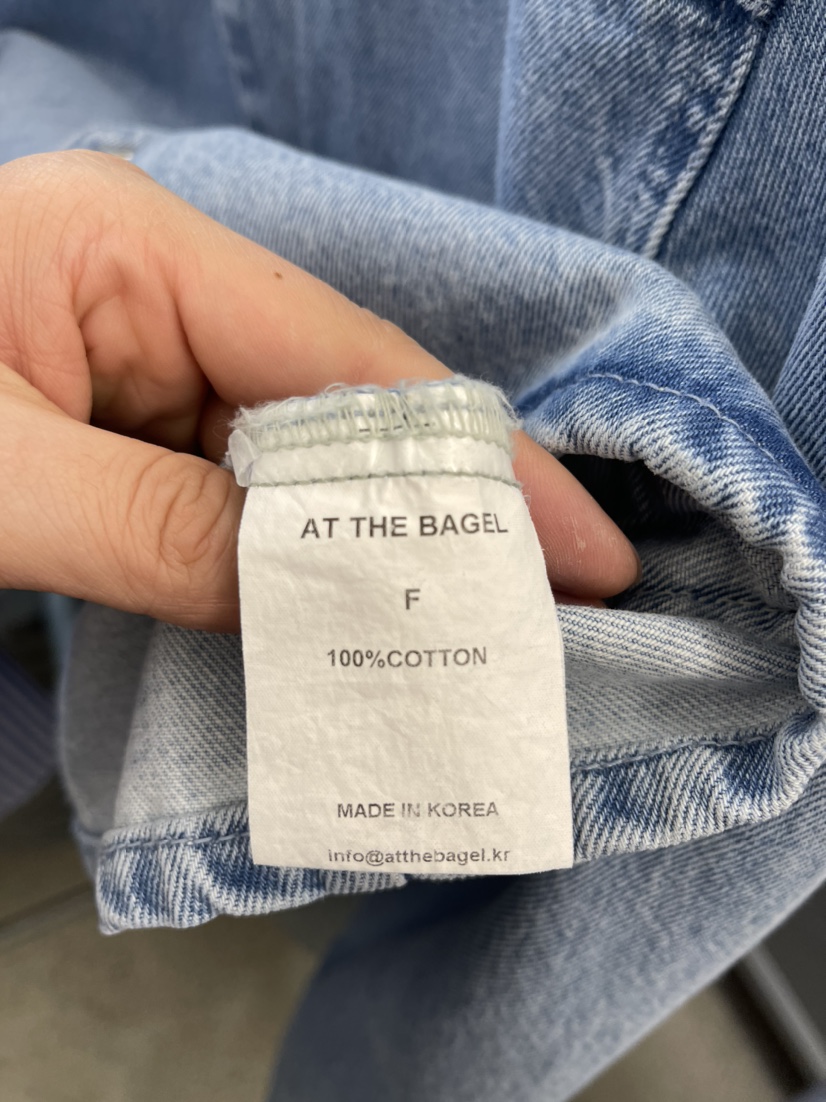 AT THE BAGEL
F
100%COTTON
MADE IN KOREA
info@atthebagel.kr